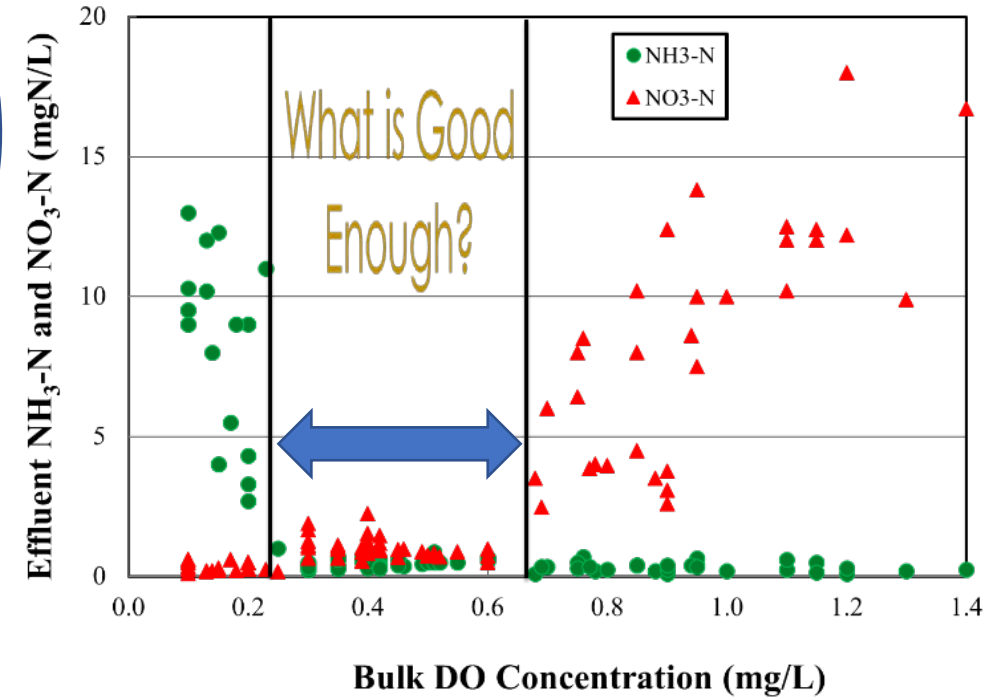 20
15
10
5
0
Effluent NH₃-N and NO₃-N (mgN/L)
What is Good
Enough?
NH3-N
NO3-N
0.0 0.2 0.4 0.6 0.8 1.0 1.2 1.4
Bulk DO Concentration (mg/L)